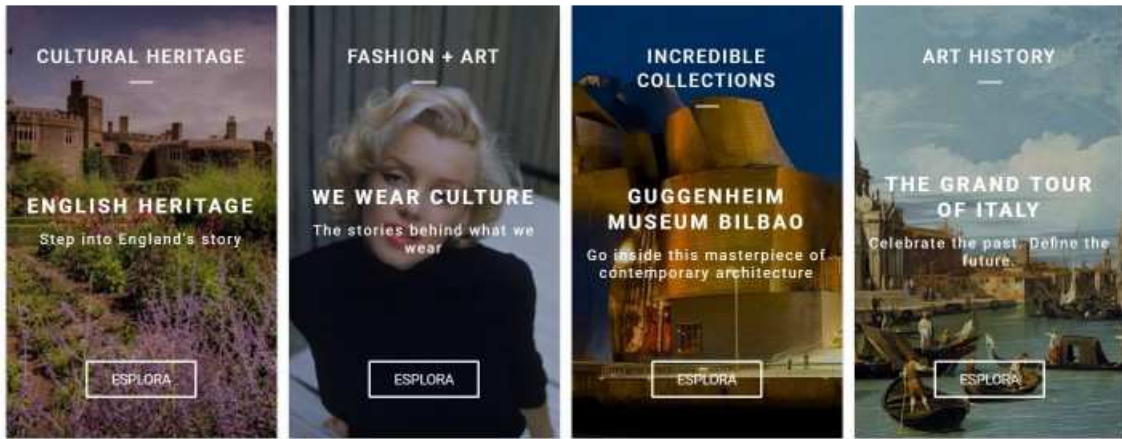 CULTURAL HERITAGE
ENGLISH HERITAGE
Step into England's story
ESPLORA
FASHION + ART
WE WEAR CULTURE
The stories behind what we
wear
ESPLORA
INCREDIBLE
COLLECTIONS
GUGGENHEIM
MUSEUM BILBAO
Go inside this masterpiece of
contemporary architecture
ESPLORA
ART HISTORY
THE GRAND TOUR
OF ITALY
Celebrate the past. Define the
future.
ESPLORA